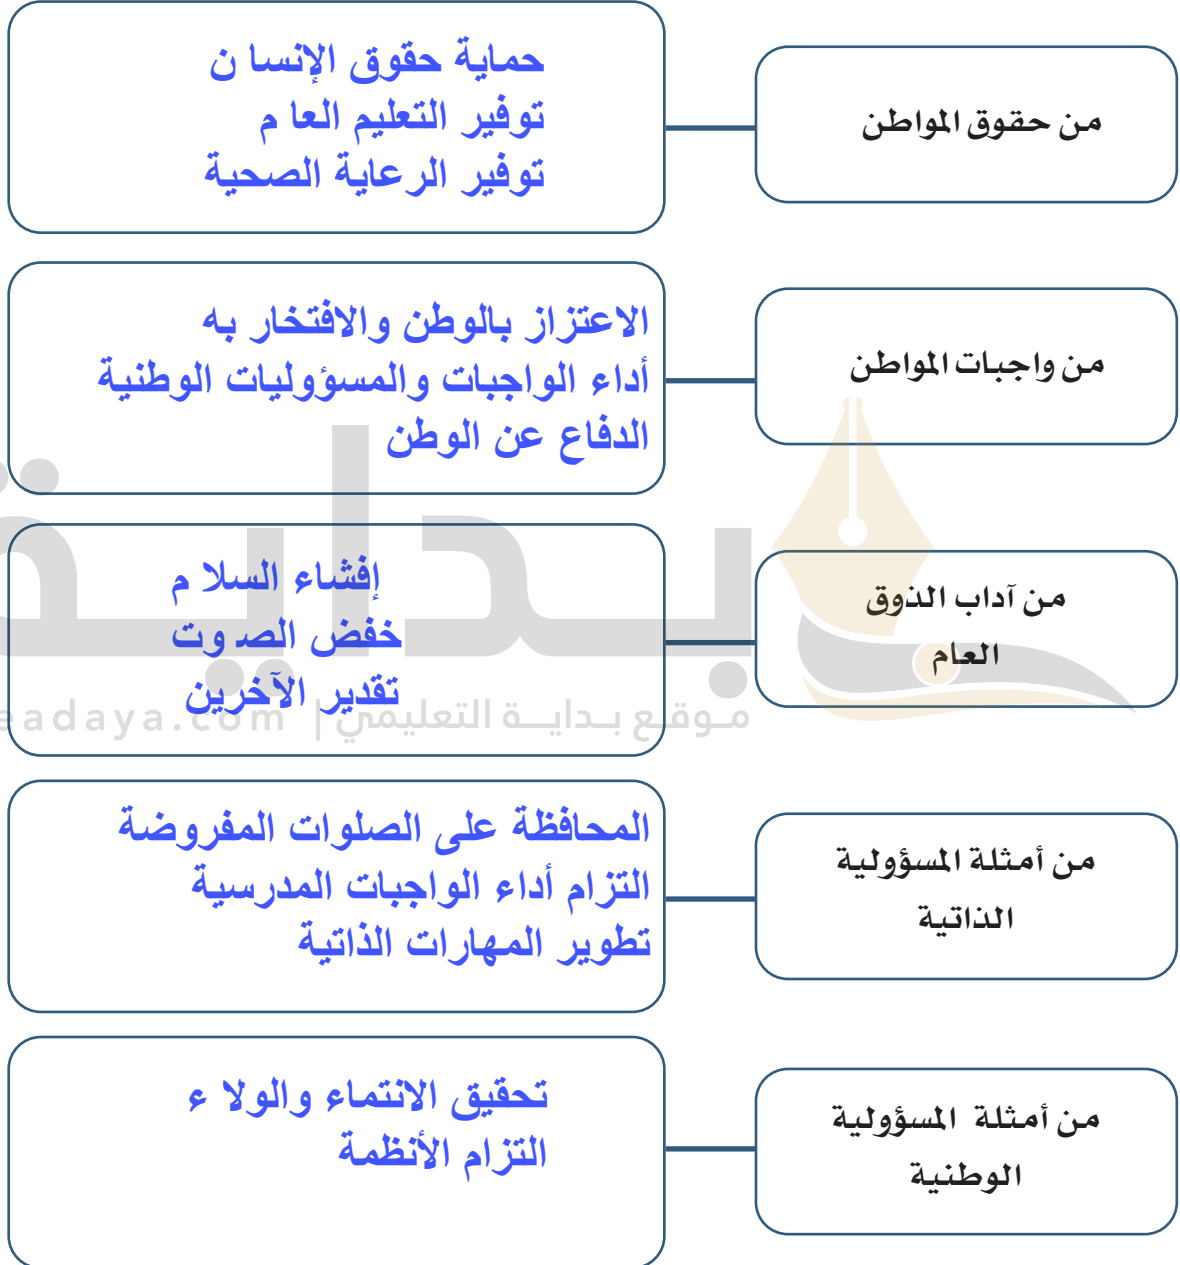 من حقوق المواطن
حماية حقوق الإنسا ن
توفير التعليم العا م
توفير الرعاية الصحية
من واجبات المواطن
الاعتزاز بالوطن والافتخار به
أداء الواجبات والمسؤوليات الوطنية
الدفاع عن الوطن
من آداب الذوق
العام
إفشاء السلا م
خفض الصوت
تقدير الآخرين
من أمثلة المسؤولية
الذاتية
المحافظة على الصلوات المفروضة
التزام أداء الواجبات المدرسية
تطوير المهارات الذاتية
من أمثلة المسؤولية
الوطنية
تحقيق الانتماء والولا ء
التزام الأنظمة
بداية
موقع بداية التعليمي | eadaya.com